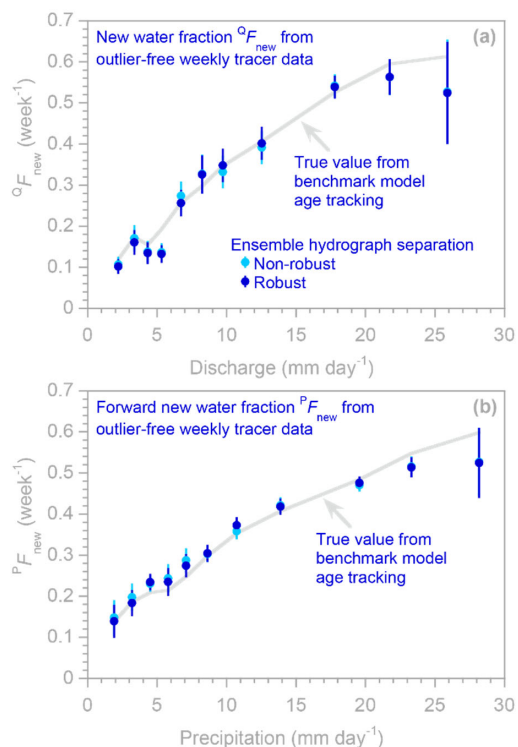 New water fraction QFnew from
outlier-free weekly tracer data
(a)
0.7
0.6
0.5
0.4
0.3
0.2
0.1
0
QFnew (week-1)
True value from
benchmark model
age tracking
Ensemble hydrograph separation
Non-robust
Robust
0 5 10 15 20 25 30
Discharge (mm day-1)
Forward new water fraction PFnew from
outlier-free weekly tracer data
(b)
0.7
0.6
0.5
0.4
0.3
0.2
0.1
0
PFnew (week-1)
True value from
benchmark model
age tracking
0 5 10 15 20 25 30
Precipitation (mm day-1)